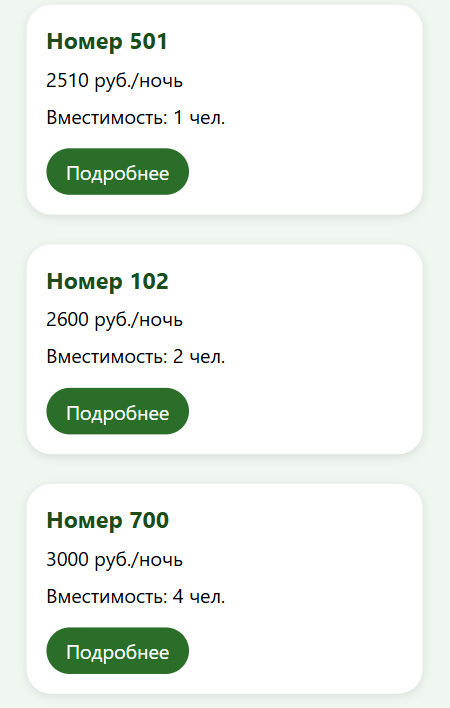 Номер 501
2510 руб./ночь
Вместимость: 1 чел.
Подробнее
Номер 102
2600 руб./ночь
Вместимость: 2 чел.
Подробнее
Номер 700
3000 руб./ночь
Вместимость: 4 чел.
Подробнее